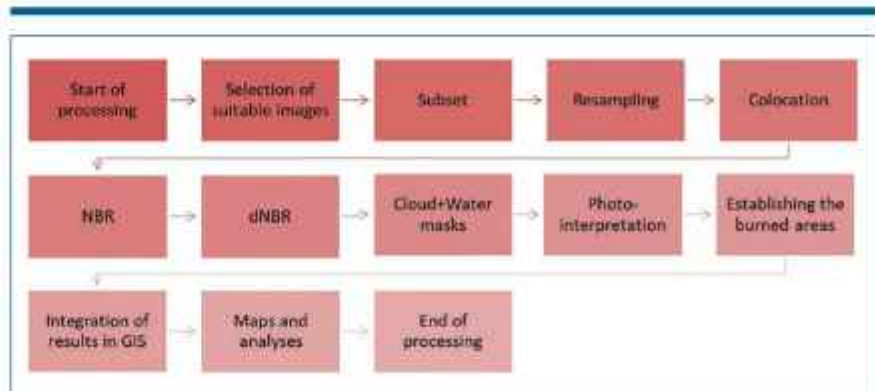 Start of
processing
Selection of
suitable images
Subset
Resampling
Colocation
NBR
dNBR
Cloud+Water
masks
Photo-
interpretation
Establishing the
burned areas
Integration of
results in GIS
Maps and
analyses
End of
processing